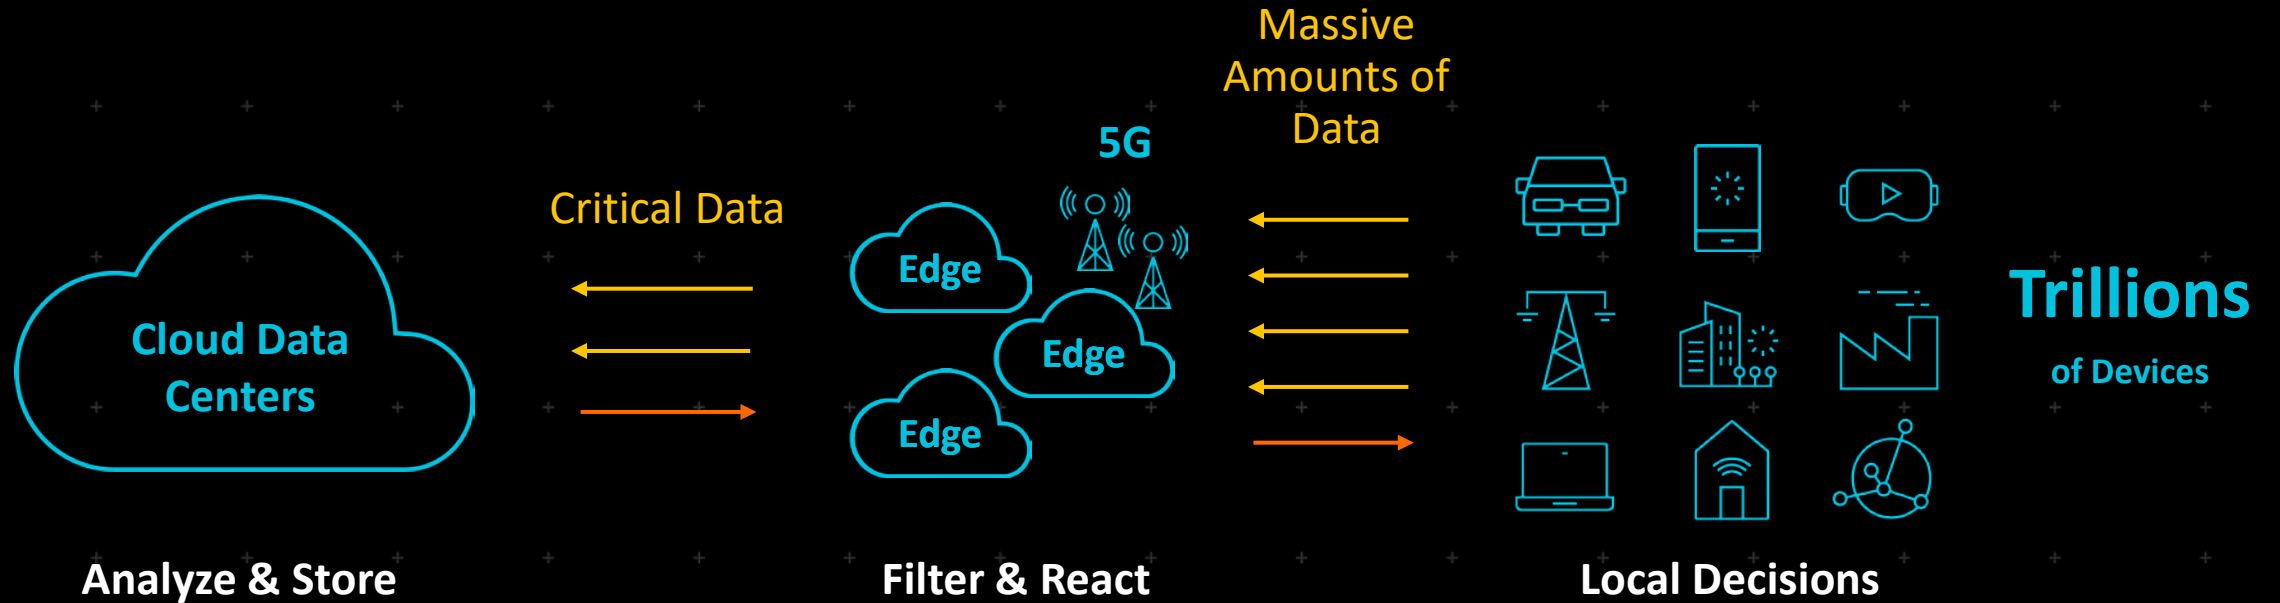 Massive
Amounts of
Data
5G
Critical Data
Edge
Edge
Edge
Cloud Data
Centers
Trillions
of Devices
Analyze & Store
Filter & React
Local Decisions